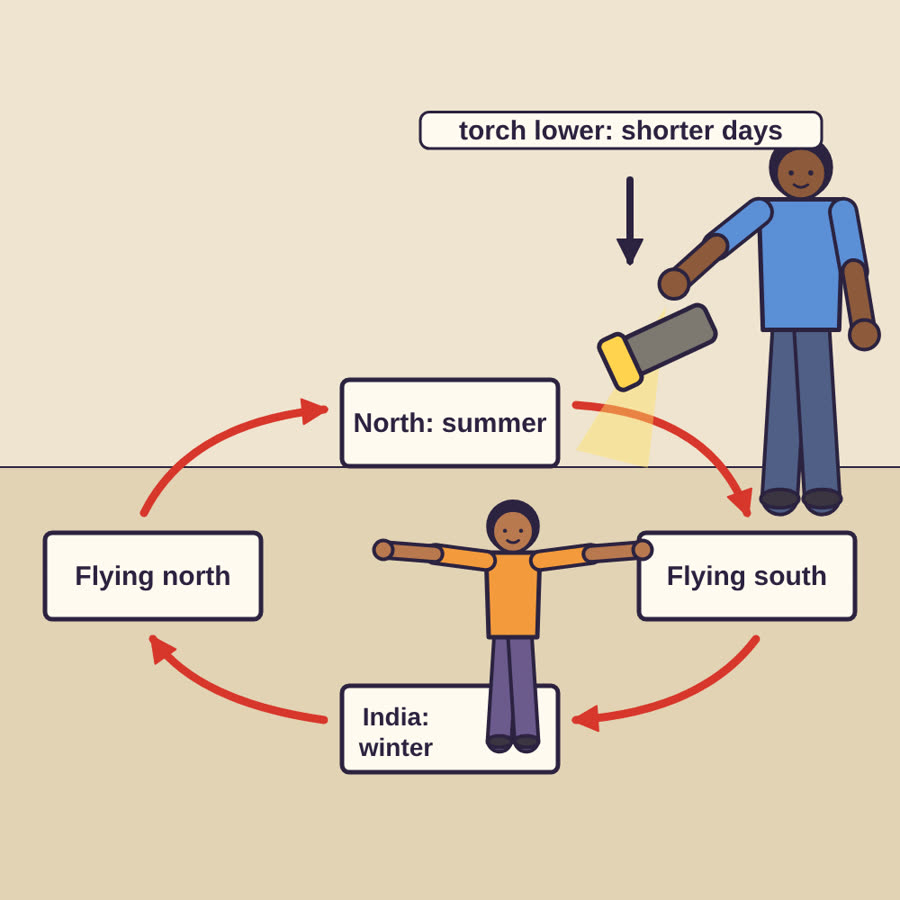 torch lower: shorter days
North: summer
Flying north
Flying south
India:
winter